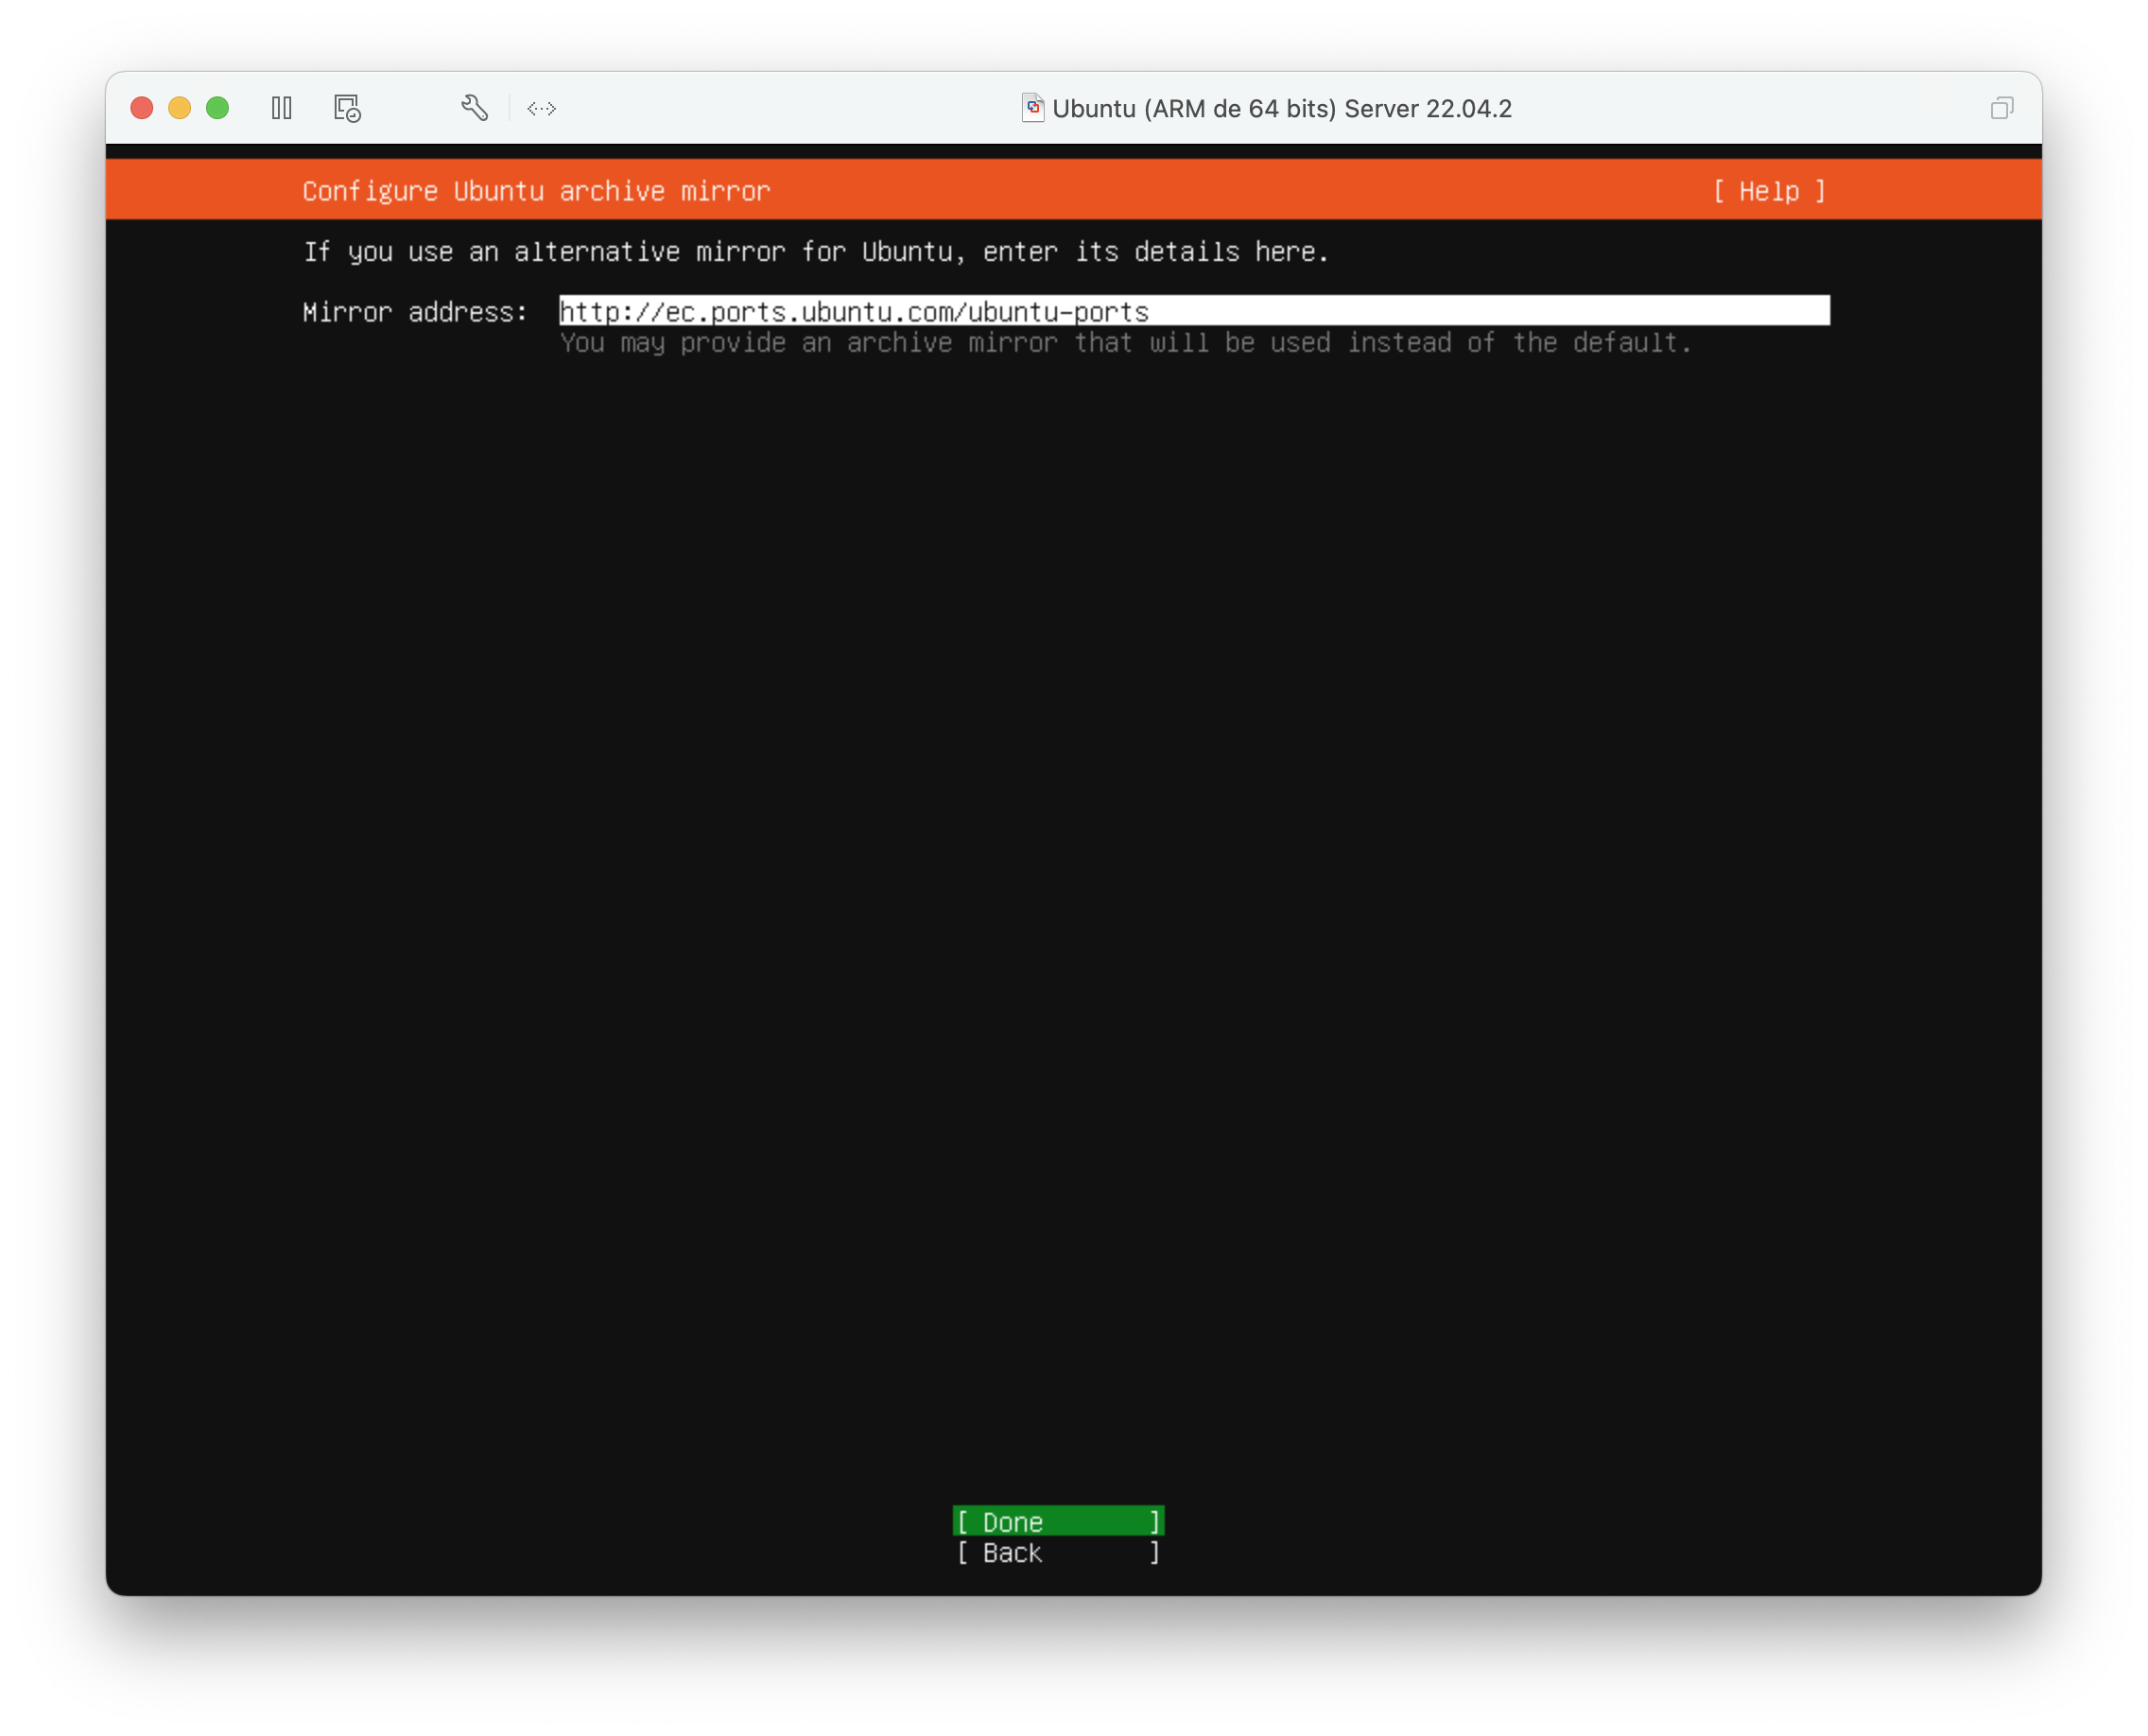 Ubuntu (ARM de 64 bits) Server 22.04.2
Configure Ubuntu archive mirror [ Help ]
If you use an alternative mirror for Ubuntu, enter its details here.
Mirror address: http://ec.ports.ubuntu.com/ubuntu-ports
You may provide an archive mirror that will be used instead of the default.
[ Done ]
[ Back ]